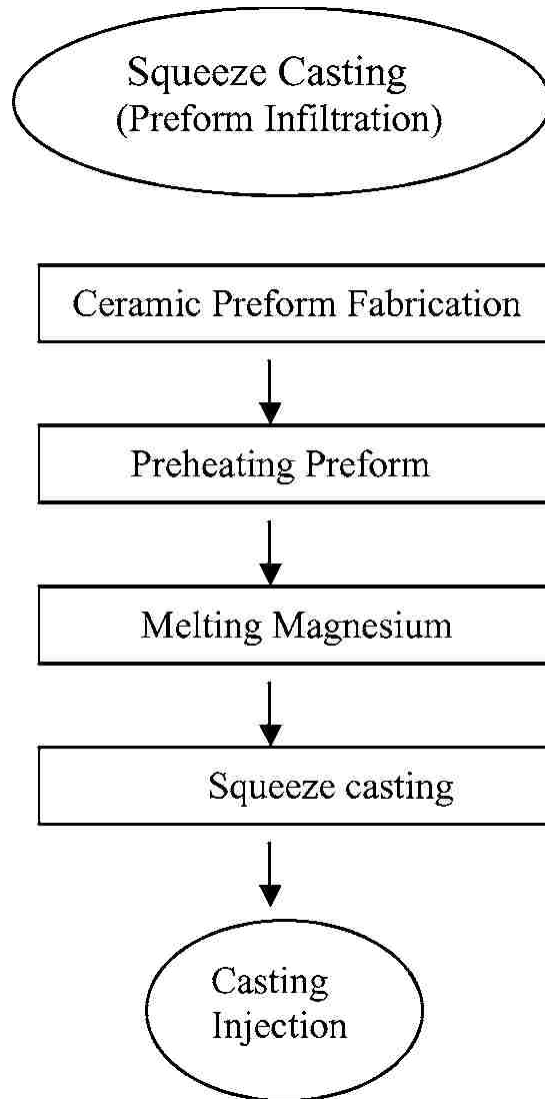 Squeeze Casting
(Preform Infiltration)
Ceramic Preform Fabrication
Preheating Preform
Melting Magnesium
Squeeze casting
Casting
Injection